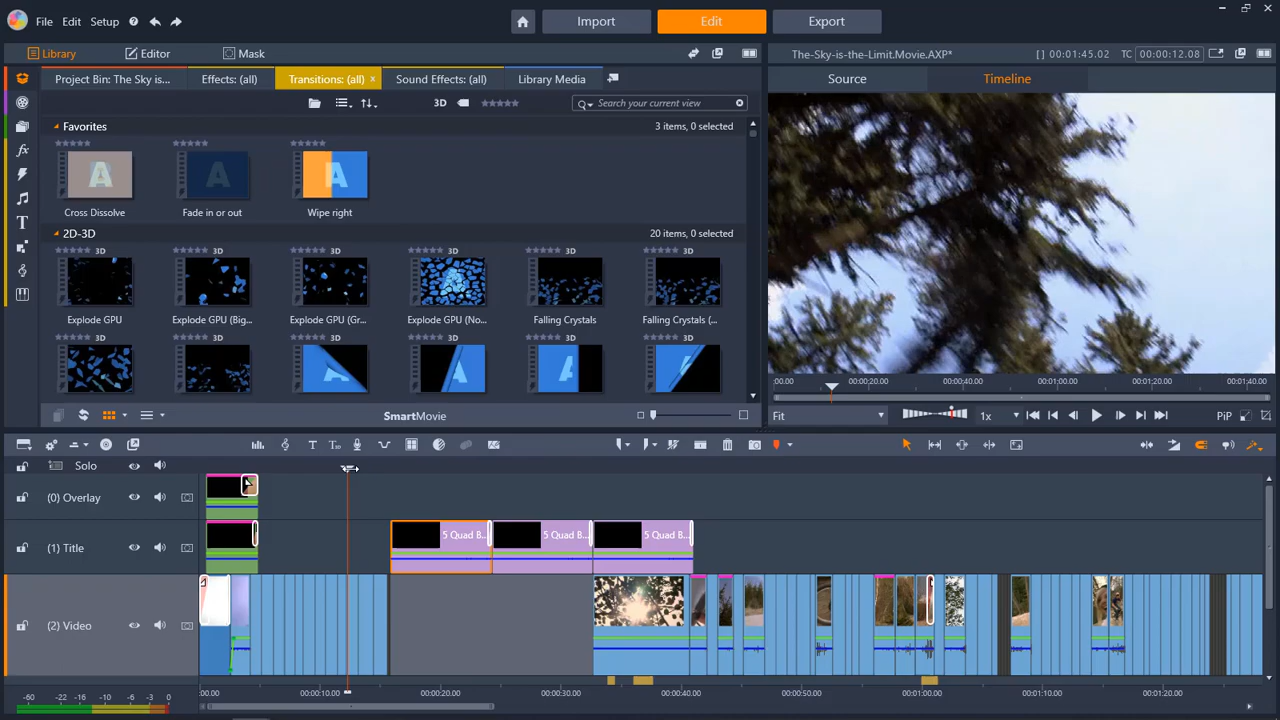 File Edit Setup
Import Edit Export
Library Editor Mask
The-Sky-is-the-Limit.Movie.AXP* [] 00:01:45.02 TC 00:00:12.08
Project Bin: The Sky is... Effects: (all) Transitions: (all) x Sound Effects: (all) Library Media
Source Timeline
3D Search your current view
Favorites 3 items, 0 selected
Cross Dissolve Fade in or out Wipe right
2D-3D 20 items, 0 selected
3D 3D 3D 3D 3D 3D
Explode GPU Explode GPU (Big... Explode GPU (Gr... Explode GPU (No... Falling Crystals Falling Crystals (...
3D 3D 3D 3D 3D 3D
:00.00 00:00:20.00 00:00:40.00 00:01:00.00 00:01:20.00 00:01:40.00
SmartMovie
Fit 1x PiP
Solo
(0) Overlay
(1) Title 5 Quad B... 5 Quad B... 5 Quad B...
(2) Video
-60 -22 -16 -10 -6 -3 0
:00.00 00:00:10.00 00:00:20.00 00:00:30.00 00:00:40.00 00:00:50.00 00:01:00.00 00:01:10.00 00:01:20.00